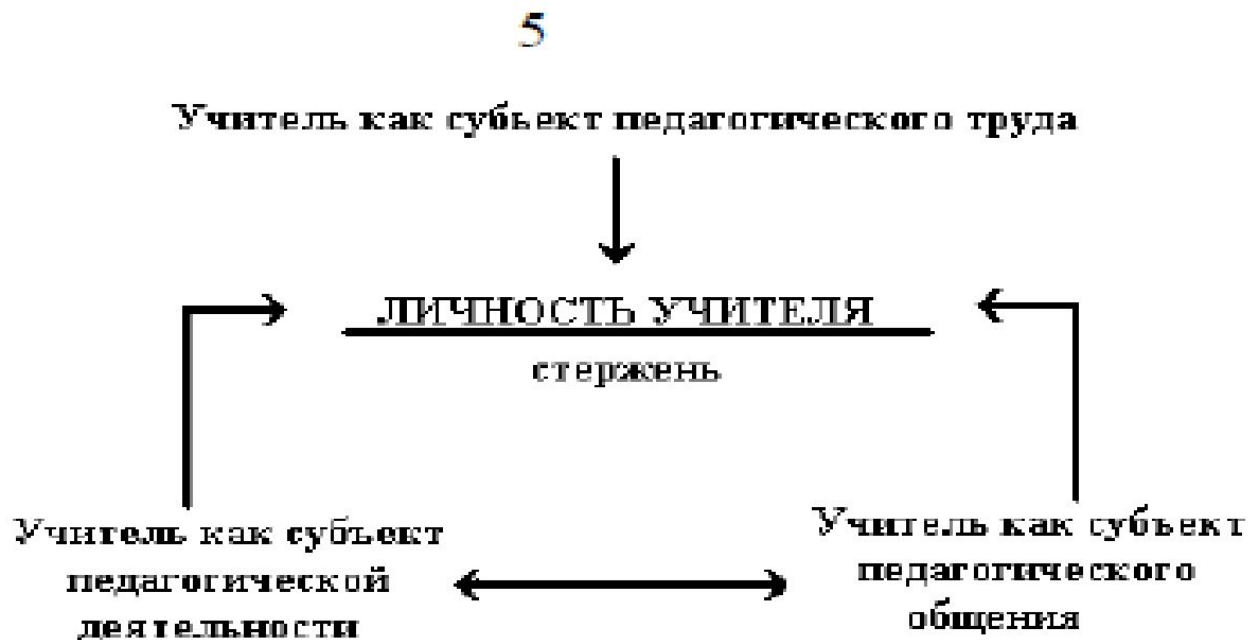 5
Учитель как субъект педагогического труда
ЛИЧНОСТЬ УЧИТЕЛЯ
стержень
Учитель как субъект
педагогической
деятельности
Учитель как субъект
педагогического
общения